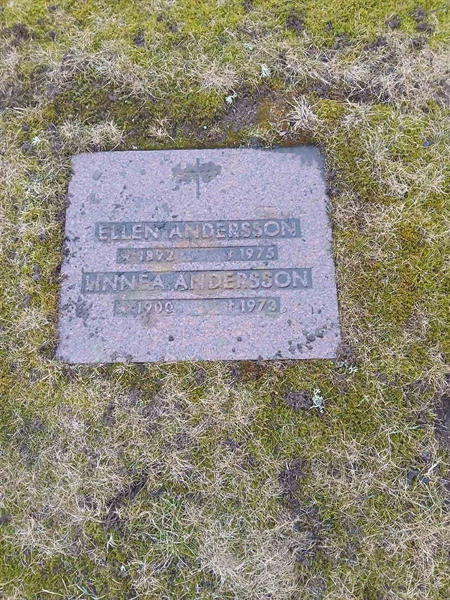 ELLEN ANDERSSON
* 1892 † 1975
LINNEA ANDERSSON
* 1900 † 1973